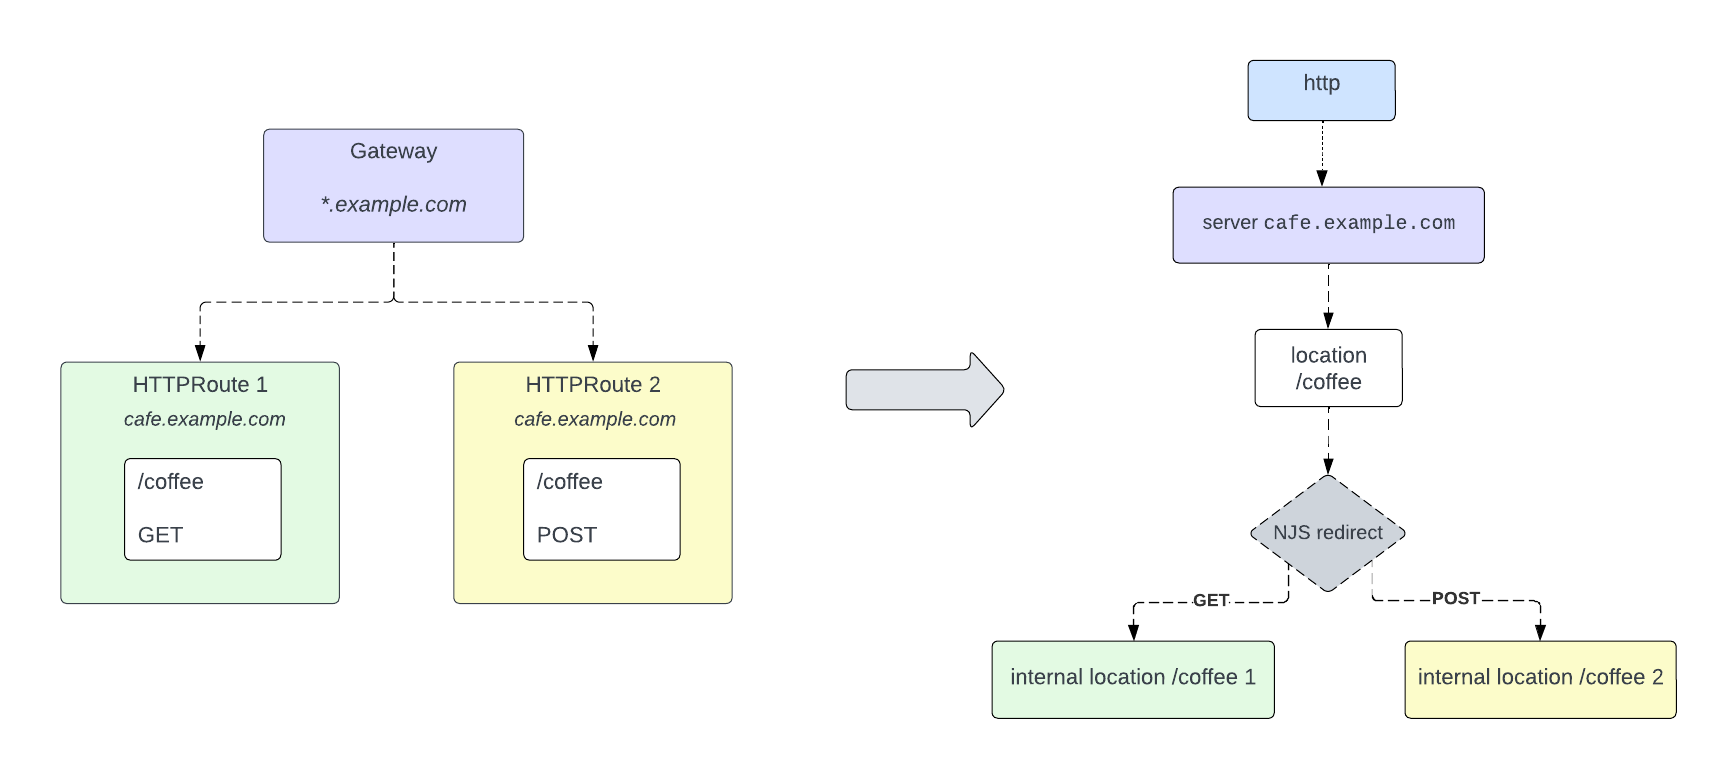 Gateway
*.example.com
HTTPRoute 1
cafe.example.com
/coffee
GET
HTTPRoute 2
cafe.example.com
/coffee
POST
http
server cafe.example.com
location
/coffee
NJS redirect
GET
POST
internal location /coffee 1
internal location /coffee 2